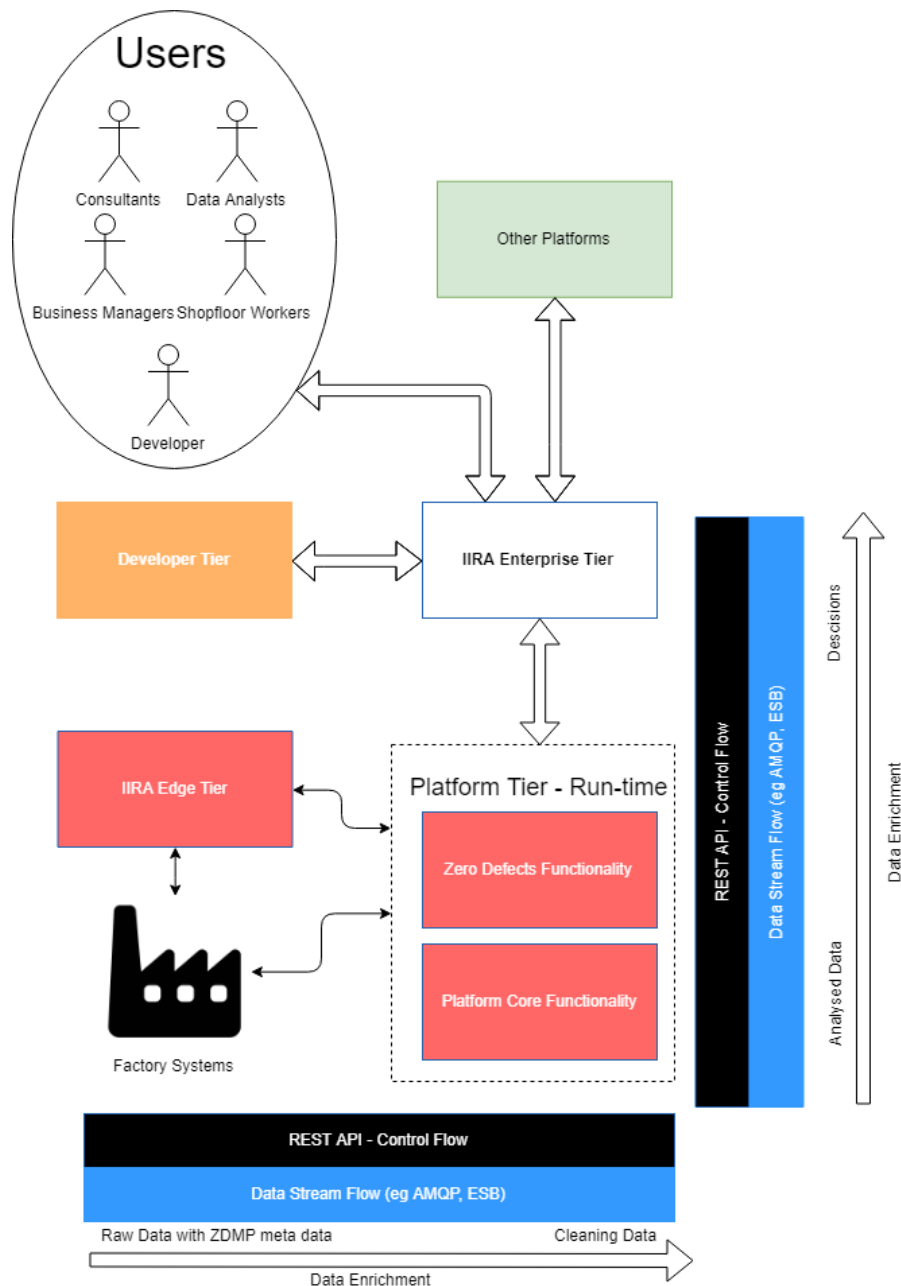 Users
Consultants
Data Analysts
Business Managers
Shopfloor Workers
Developer
Other Platforms
Developer Tier
IIRA Enterprise Tier
IIRA Edge Tier
Platform Tier - Run-time
Zero Defects Functionality
Platform Core Functionality
Factory Systems
REST API - Control Flow
Data Stream Flow (eg AMQP, ESB)
Descisions
Analysed Data
Data Enrichment
REST API - Control Flow
Data Stream Flow (eg AMQP, ESB)
Raw Data with ZDMP meta data
Cleaning Data
Data Enrichment